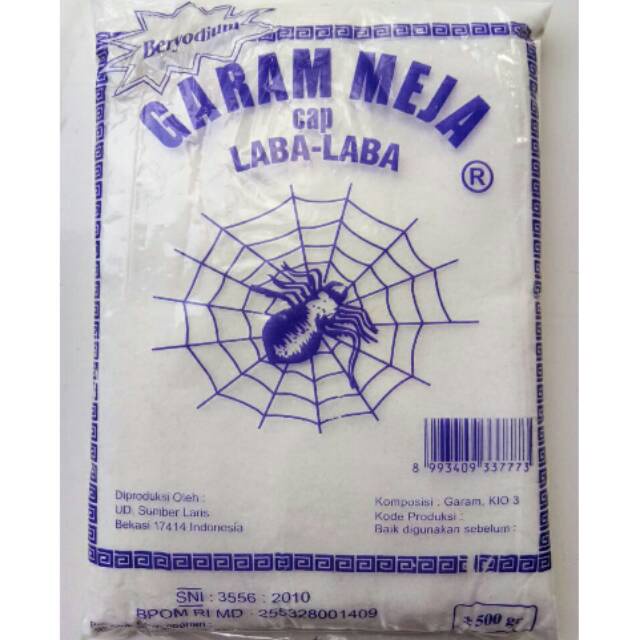 Beryodium
GARAM MEJA
cap
LABA-LABA
®
8 993409 337773
Diproduksi Oleh :
UD. Sumber Laris
Bekasi 17414 Indonesia
Komposisi : Garam, KIO 3
Kode Produksi :
Baik digunakan sebelum :
SNI : 3556 : 2010
BPOM RI MD : 255328001409
± 500 gr